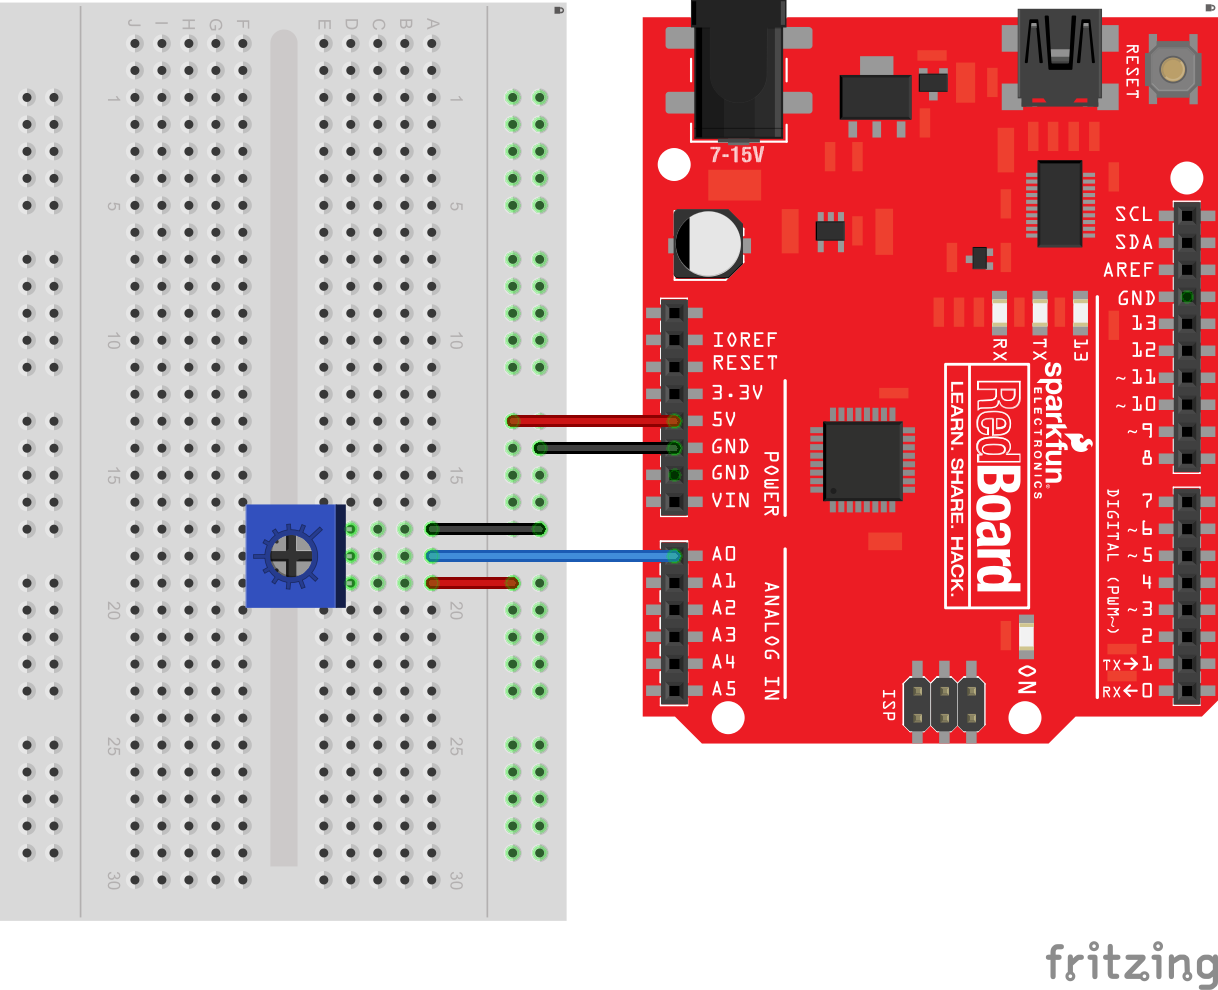 J I H G F E D C B A
1 1
5 5
10 10
15
20 20
25 25
30 30
7-15V
RESET
IOREF
RESET
3.3V
5V
GND
GND
VIN
POWER
A0
A1
A2
A3
A4
A5
ANALOG IN
RX
TX
13
sparkfun
ELECTRONICS
RedBoard
LEARN. SHARE. HACK.
ISP
ON
SCL
SDA
AREF
GND
13
12
~11
~10
~9
8
7
~6
~5
4
~3
2
TX→1
RX←0
DIGITAL (PWM~)
fritzing